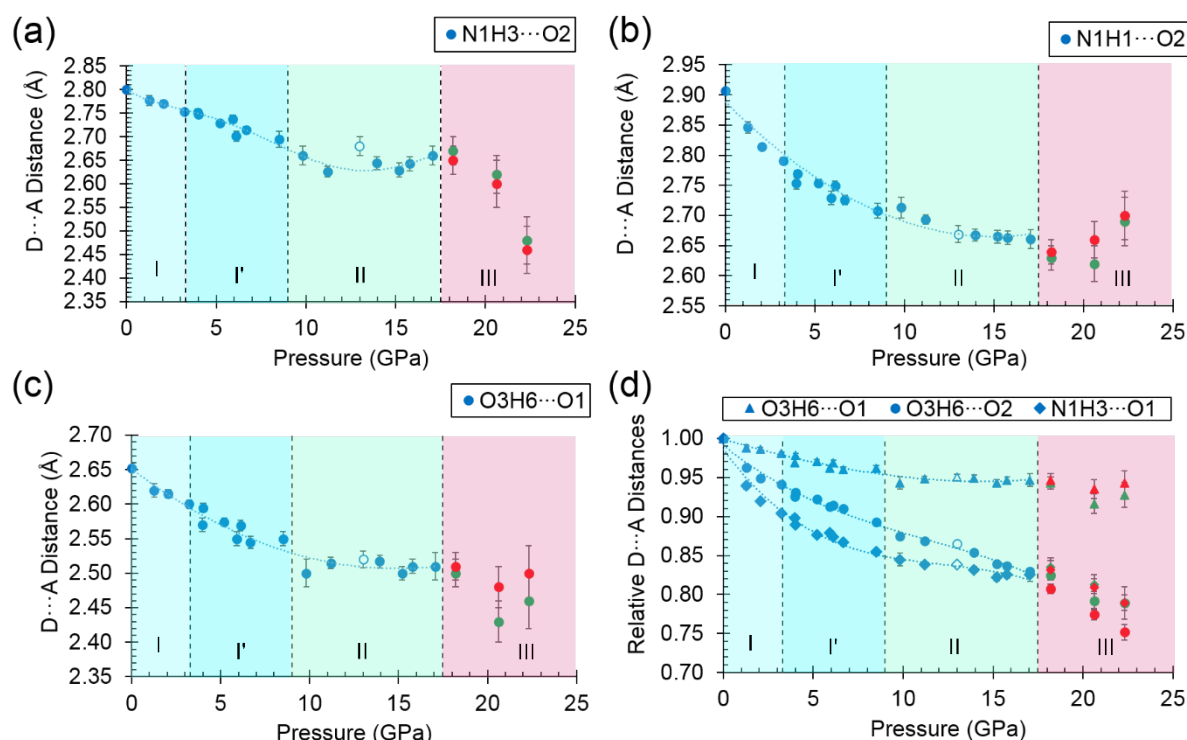 (a)
N1H3···O2
D···A Distance (Å)
2.85
2.80
2.75
2.70
2.65
2.60
2.55
2.50
2.45
2.40
2.35
I
I'
II
III
0
5
10
15
20
25
Pressure (GPa)
(b)
N1H1···O2
D···A Distance (Å)
2.95
2.90
2.85
2.80
2.75
2.70
2.65
2.60
2.55
I
I'
II
III
0
5
10
15
20
25
Pressure (GPa)
(c)
O3H6···O1
D···A Distance (Å)
2.70
2.65
2.60
2.55
2.50
2.45
2.40
2.35
I
I'
II
III
0
5
10
15
20
25
Pressure (GPa)
(d)
O3H6···O1 O3H6···O2 N1H3···O1
Relative D···A Distances
1.00
0.95
0.90
0.85
0.80
0.75
0.70
I
I'
II
III
0
5
10
15
20
25
Pressure (GPa)